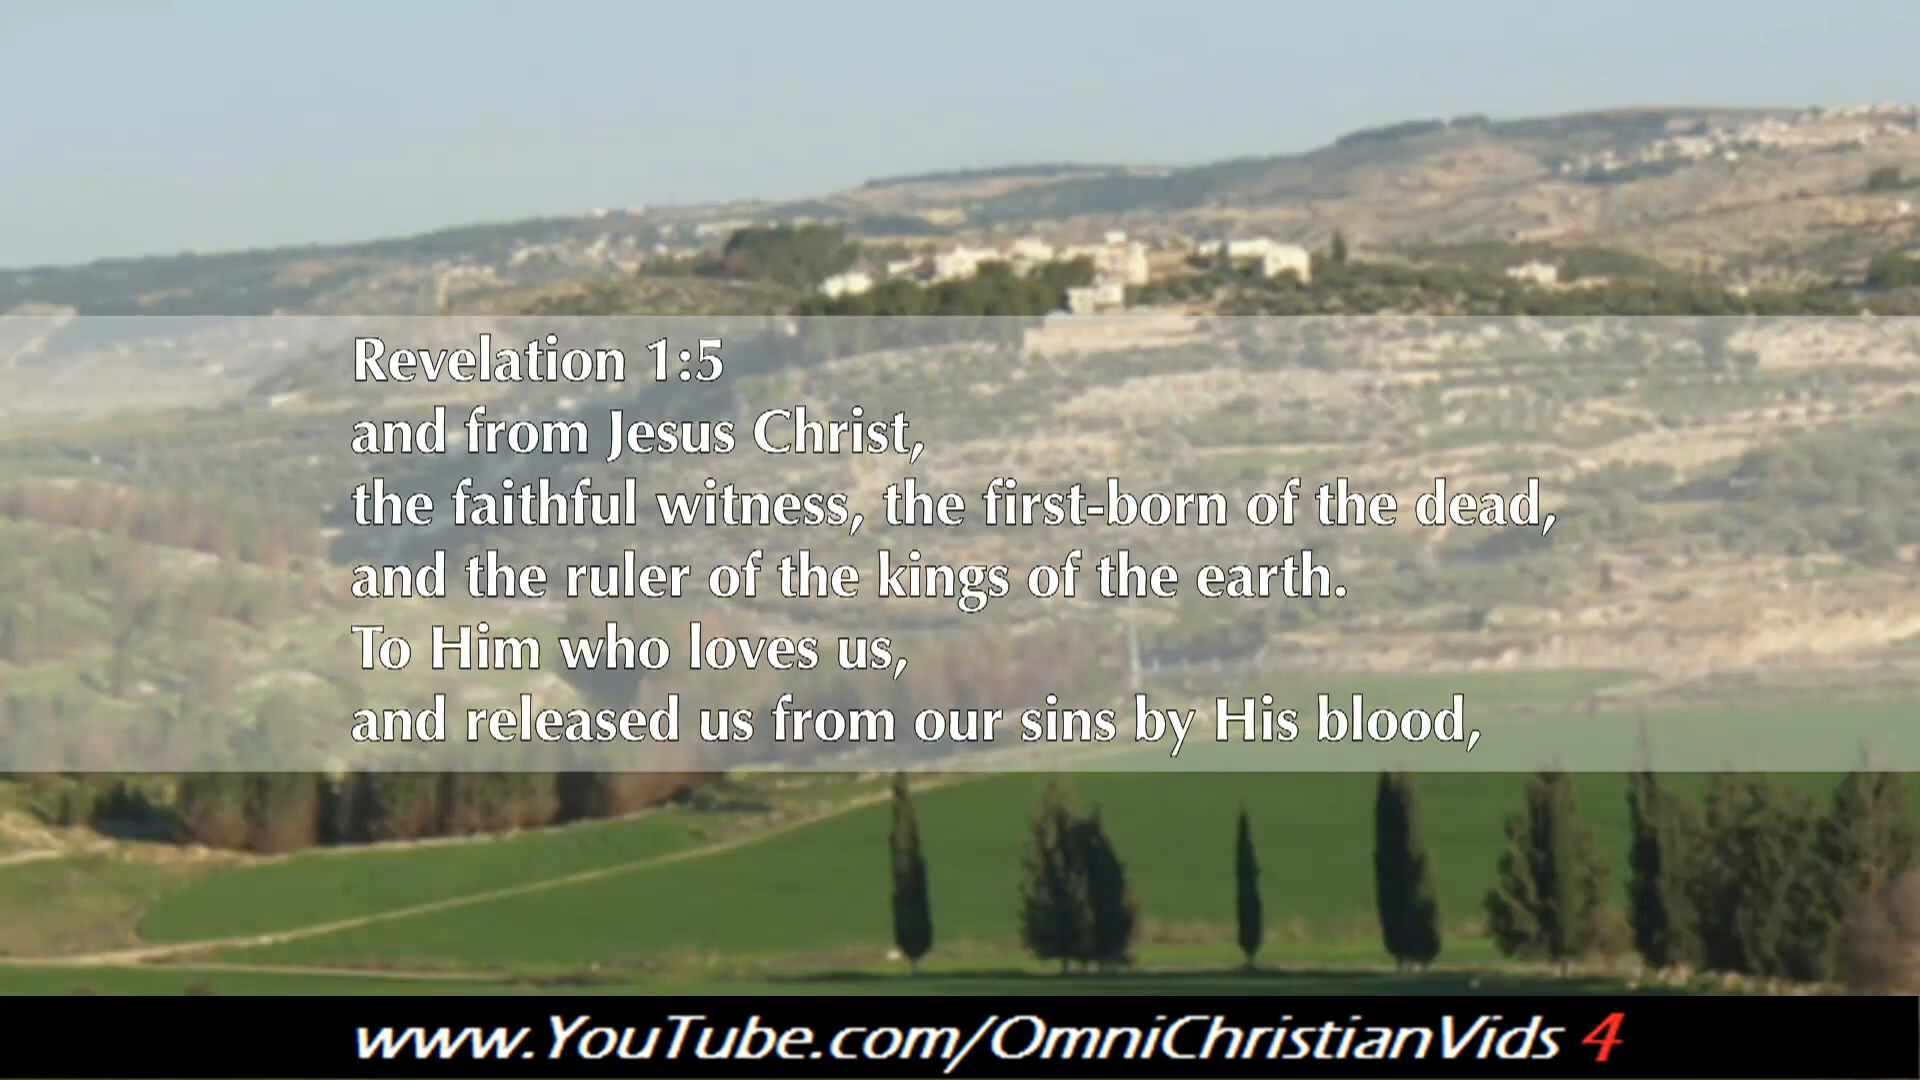 Revelation 1:5
and from Jesus Christ,
the faithful witness, the first-born of the dead,
and the ruler of the kings of the earth.
To Him who loves us,
and released us from our sins by His blood,
www.YouTube.com/OmniChristianVids 4